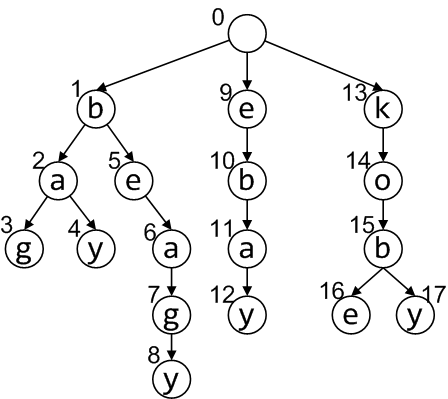 0
1 9 13
b e k
2 5 10 14
a e b o
3 4 6 11 15
g y a a b
7 12 16 17
g y e y
8
y